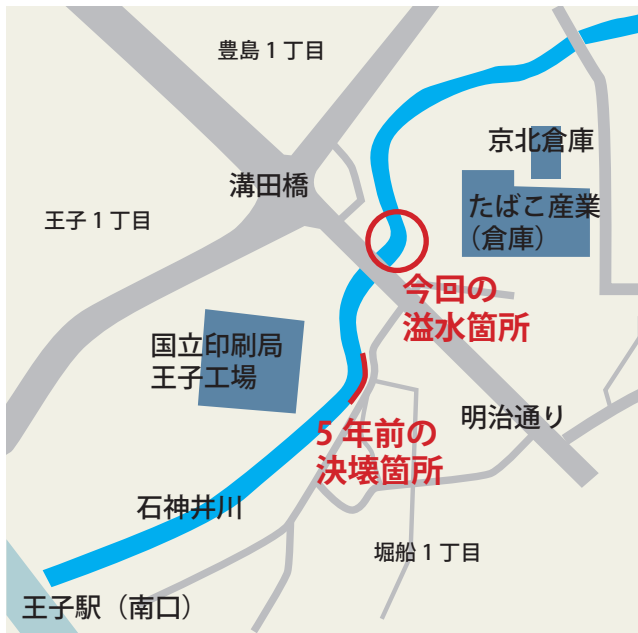 豊島1丁目
京北倉庫
溝田橋
たばこ産業
（倉庫）
王子1丁目
今回の
溢水箇所
国立印刷局
王子工場
明治通り
5年前の
決壊箇所
石神井川
堀船1丁目
王子駅（南口）